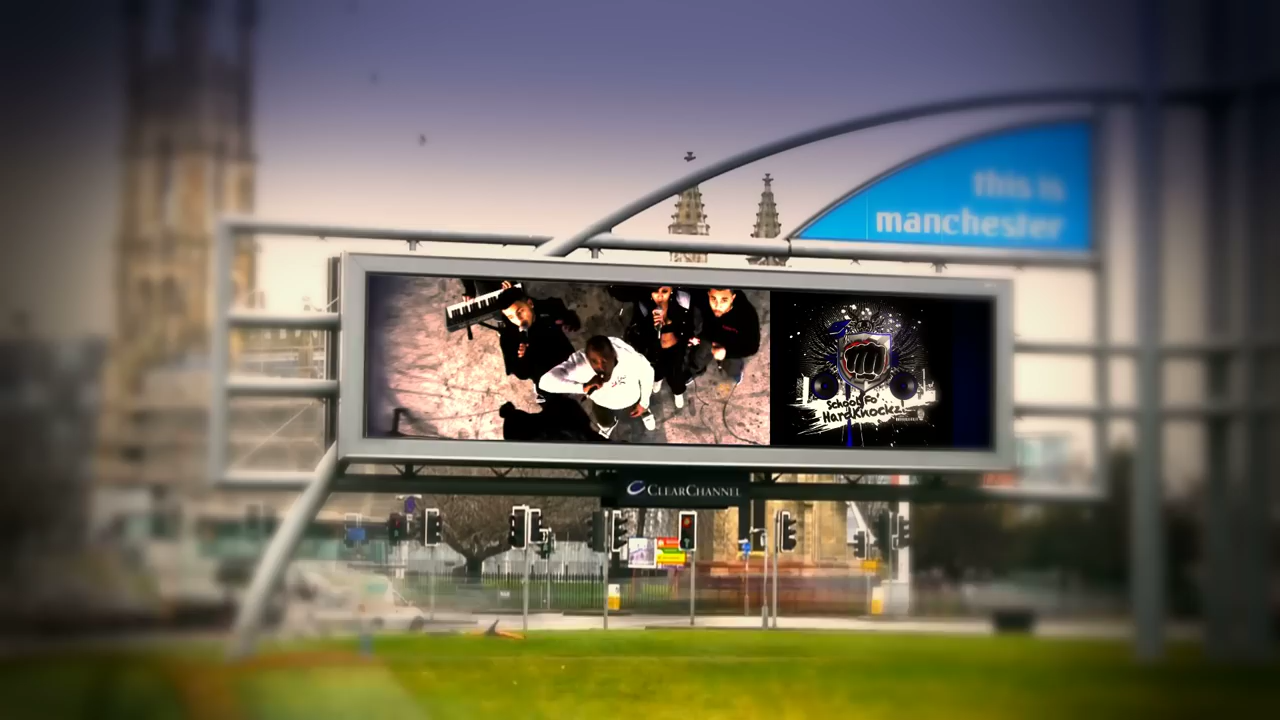 this is
manchester
School Fo'
HardKnockz
CLEARCHANNEL